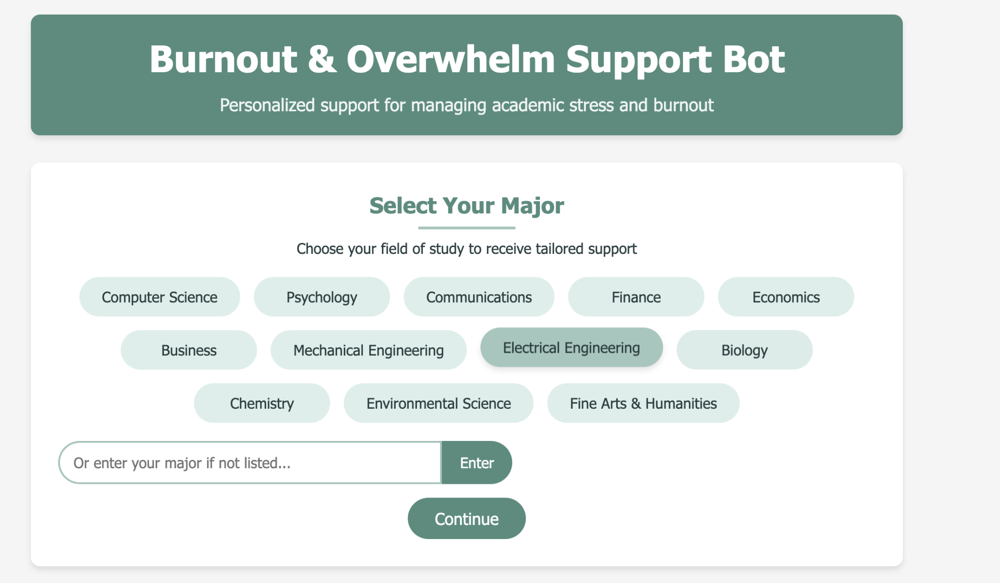 Burnout & Overwhelm Support Bot
Personalized support for managing academic stress and burnout
Select Your Major
Choose your field of study to receive tailored support
Computer Science Psychology Communications Finance Economics
Business Mechanical Engineering Electrical Engineering Biology
Chemistry Environmental Science Fine Arts & Humanities
Or enter your major if not listed... Enter
Continue